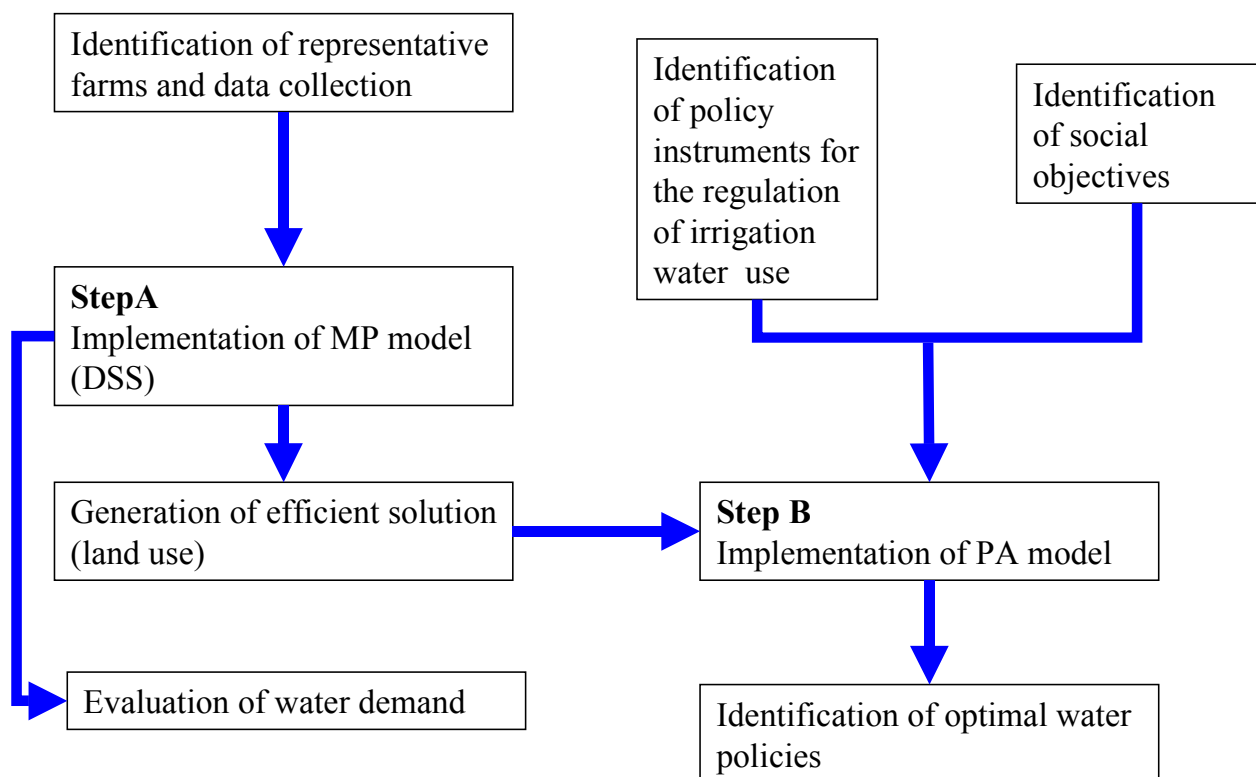 Identification of representative
farms and data collection
Identification
of policy
instruments for
the regulation
of irrigation
water use
Identification
of social
objectives
StepA
Implementation of MP model
(DSS)
Generation of efficient solution
(land use)
Step B
Implementation of PA model
Evaluation of water demand
Identification of optimal water
policies